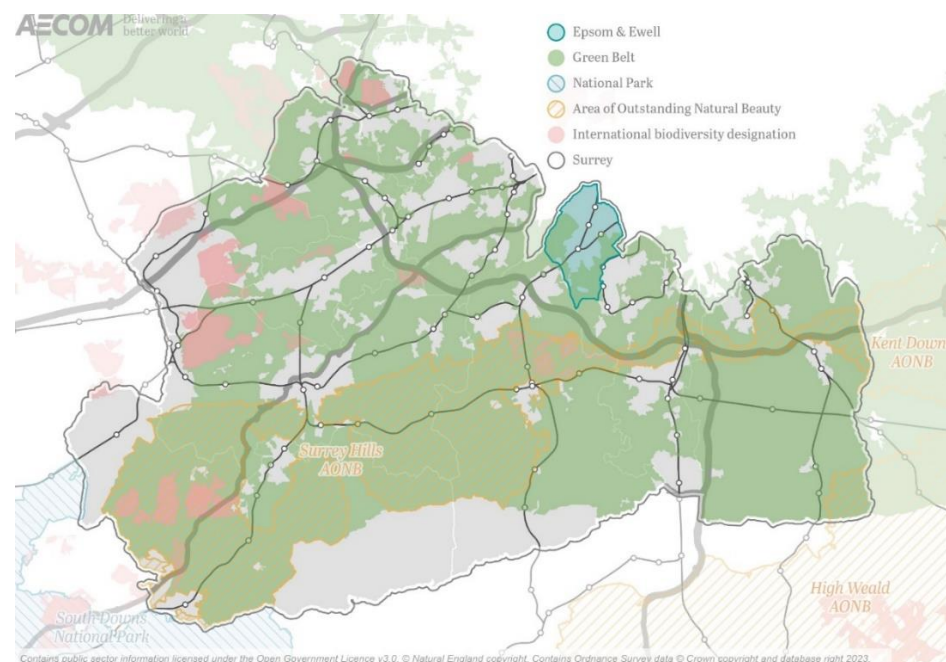 AECOM Delivering a
better world
Epsom & Ewell
Green Belt
National Park
Area of Outstanding Natural Beauty
International biodiversity designation
Surrey
Kent Down
AONB
Surrey Hills
AONB
High Weald
AONB
South Downs
National Park
Contains public sector information licensed under the Open Government Licence v3.0. © Natural England copyright. Contains Ordnance Survey data © Crown copyright and database right 2023.